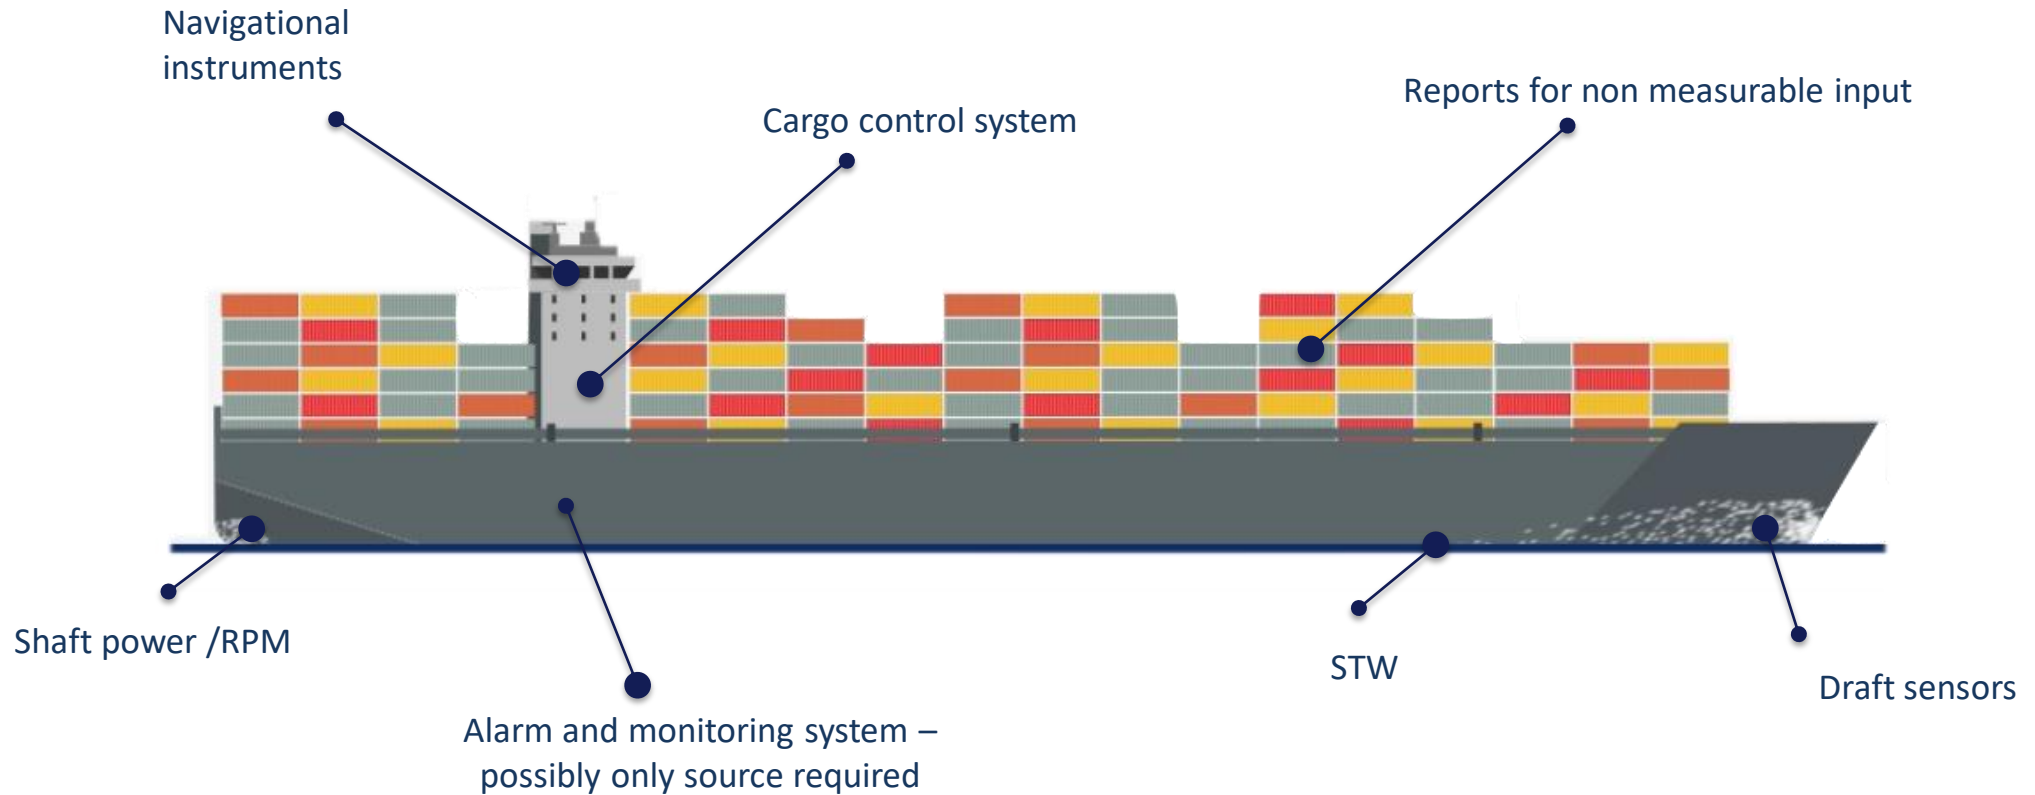 Navigational
instruments
Reports for non measurable input
Cargo control system
Shaft power /RPM
STW
Draft sensors
Alarm and monitoring system –
possibly only source required